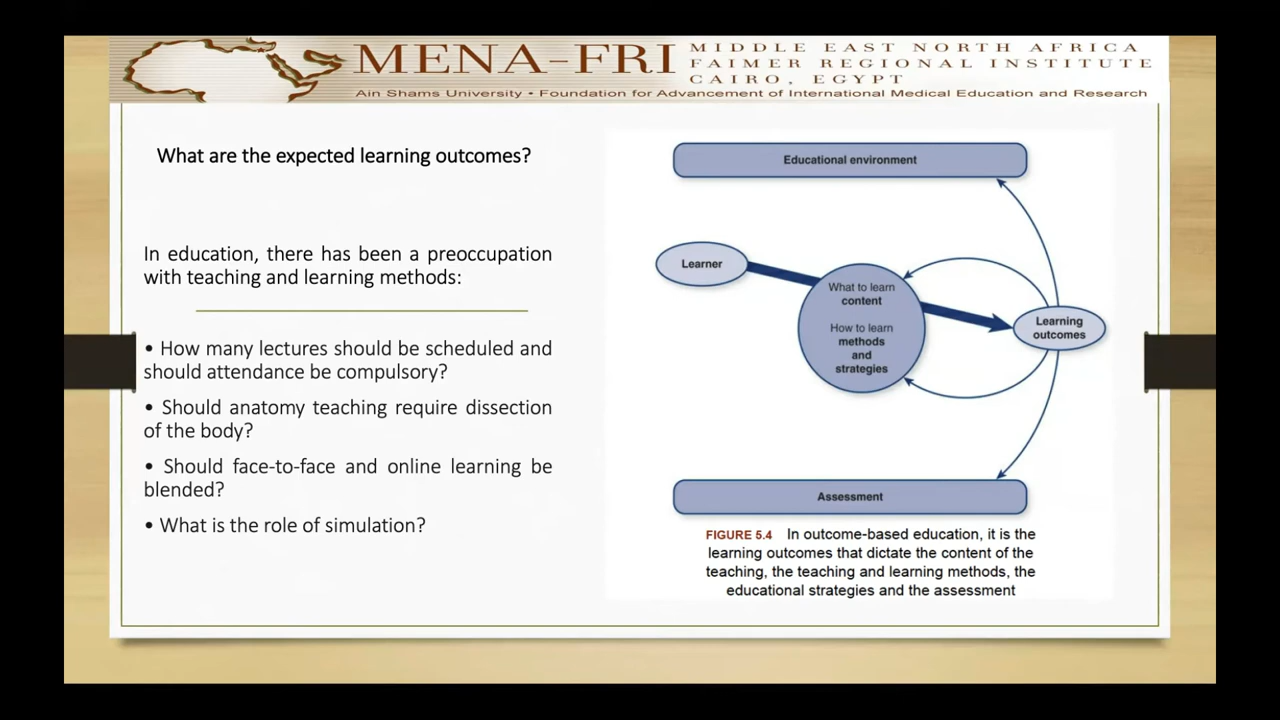 MENA-FRI
MIDDLE EAST NORTH AFRICA
FAIMER REGIONAL INSTITUTE
CAIRO, EGYPT
Ain Shams University • Foundation for Advancement of International Medical Education and Research
What are the expected learning outcomes?
In education, there has been a preoccupation
with teaching and learning methods:
• How many lectures should be scheduled and
should attendance be compulsory?
• Should anatomy teaching require dissection
of the body?
• Should face-to-face and online learning be
blended?
• What is the role of simulation?
Educational environment
Learner
What to learn
content
How to learn
methods
and
strategies
Learning
outcomes
Assessment
FIGURE 5.4 In outcome-based education, it is the
learning outcomes that dictate the content of the
teaching, the teaching and learning methods, the
educational strategies and the assessment